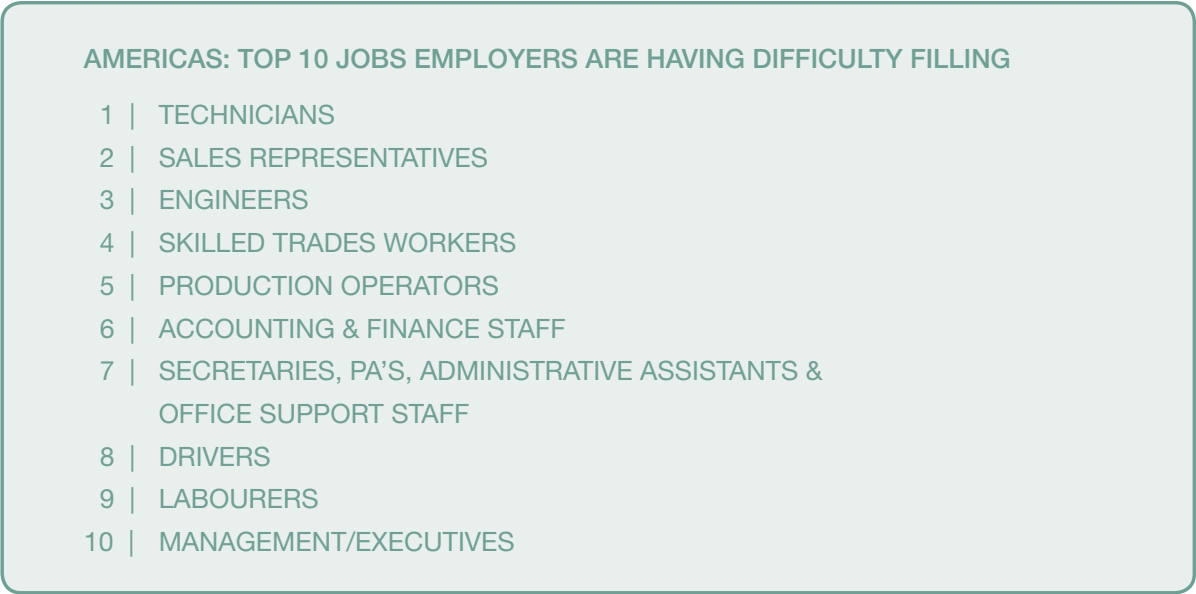 AMERICAS: TOP 10 JOBS EMPLOYERS ARE HAVING DIFFICULTY FILLING
1 | TECHNICIANS
2 | SALES REPRESENTATIVES
3 | ENGINEERS
4 | SKILLED TRADES WORKERS
5 | PRODUCTION OPERATORS
6 | ACCOUNTING & FINANCE STAFF
7 | SECRETARIES, PA’S, ADMINISTRATIVE ASSISTANTS &
OFFICE SUPPORT STAFF
8 | DRIVERS
9 | LABOURERS
10 | MANAGEMENT/EXECUTIVES